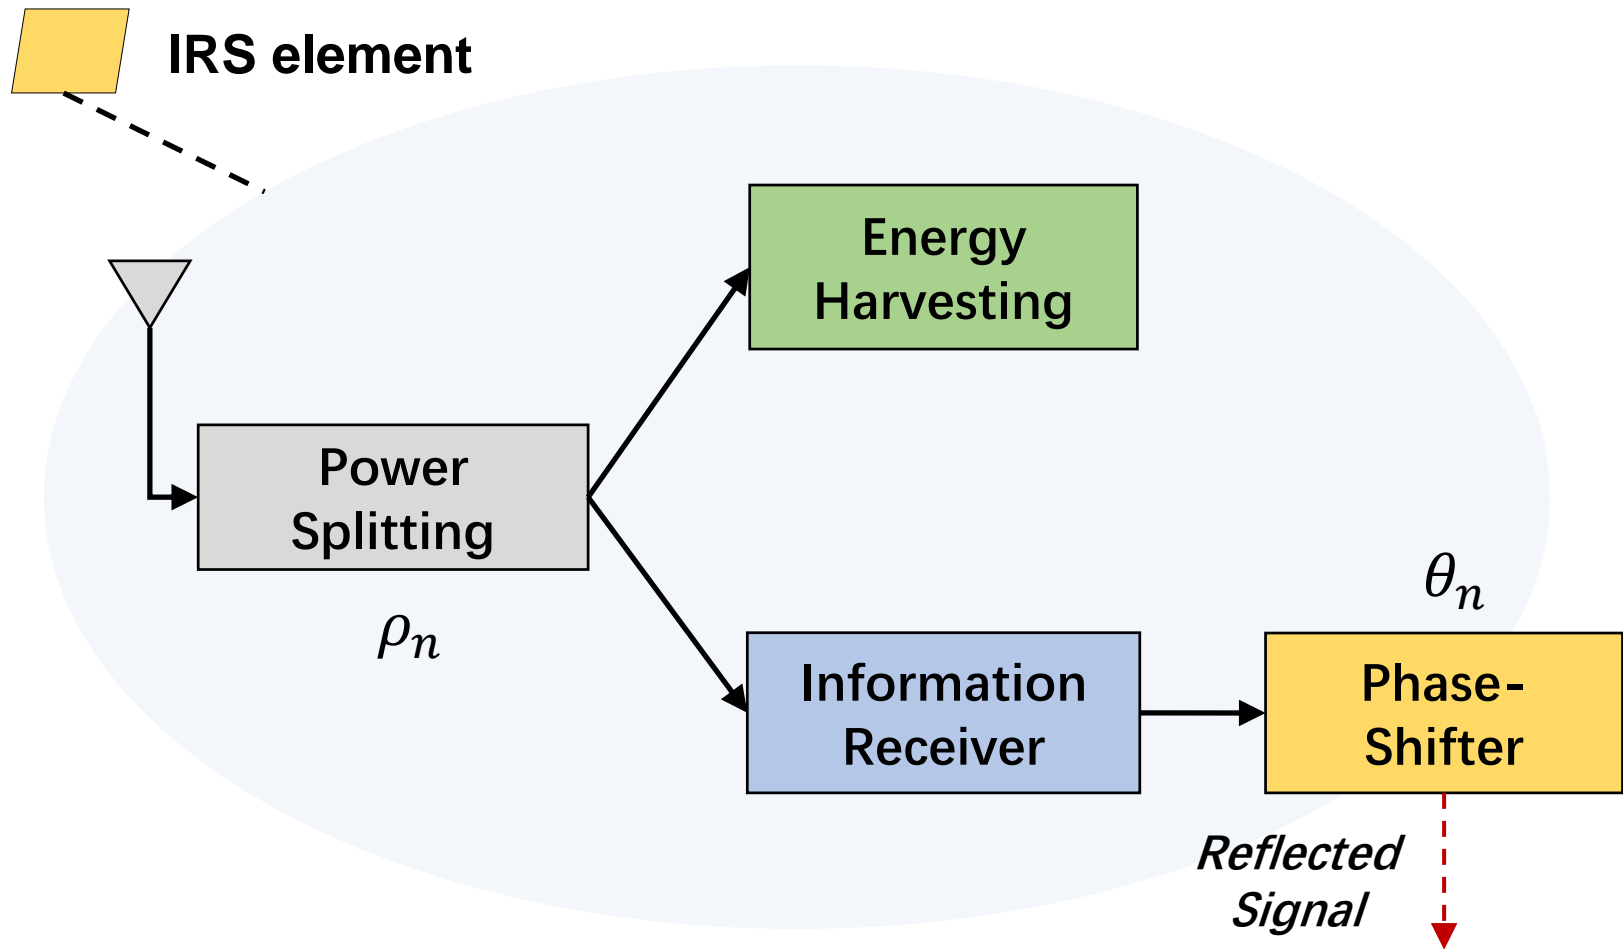 IRS element
Energy
Harvesting
Power
Splitting
ρₙ
θₙ
Information
Receiver
Phase-
Shifter
Reflected
Signal